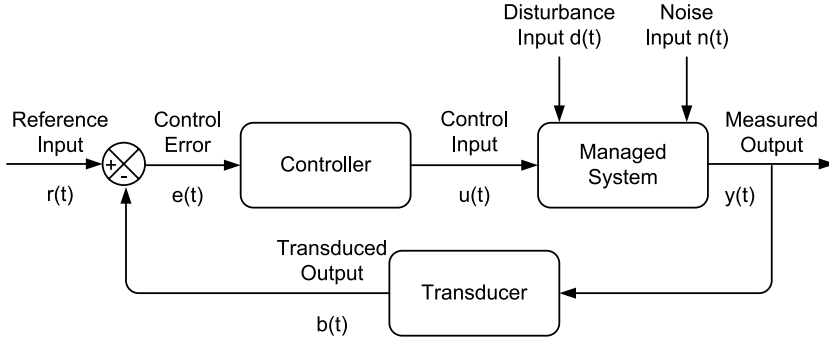 Disturbance
Input d(t)
Noise
Input n(t)
Reference
Input
r(t)
+
-
Control
Error
e(t)
Controller
Control
Input
u(t)
Managed
System
Measured
Output
y(t)
Transduced
Output
b(t)
Transducer